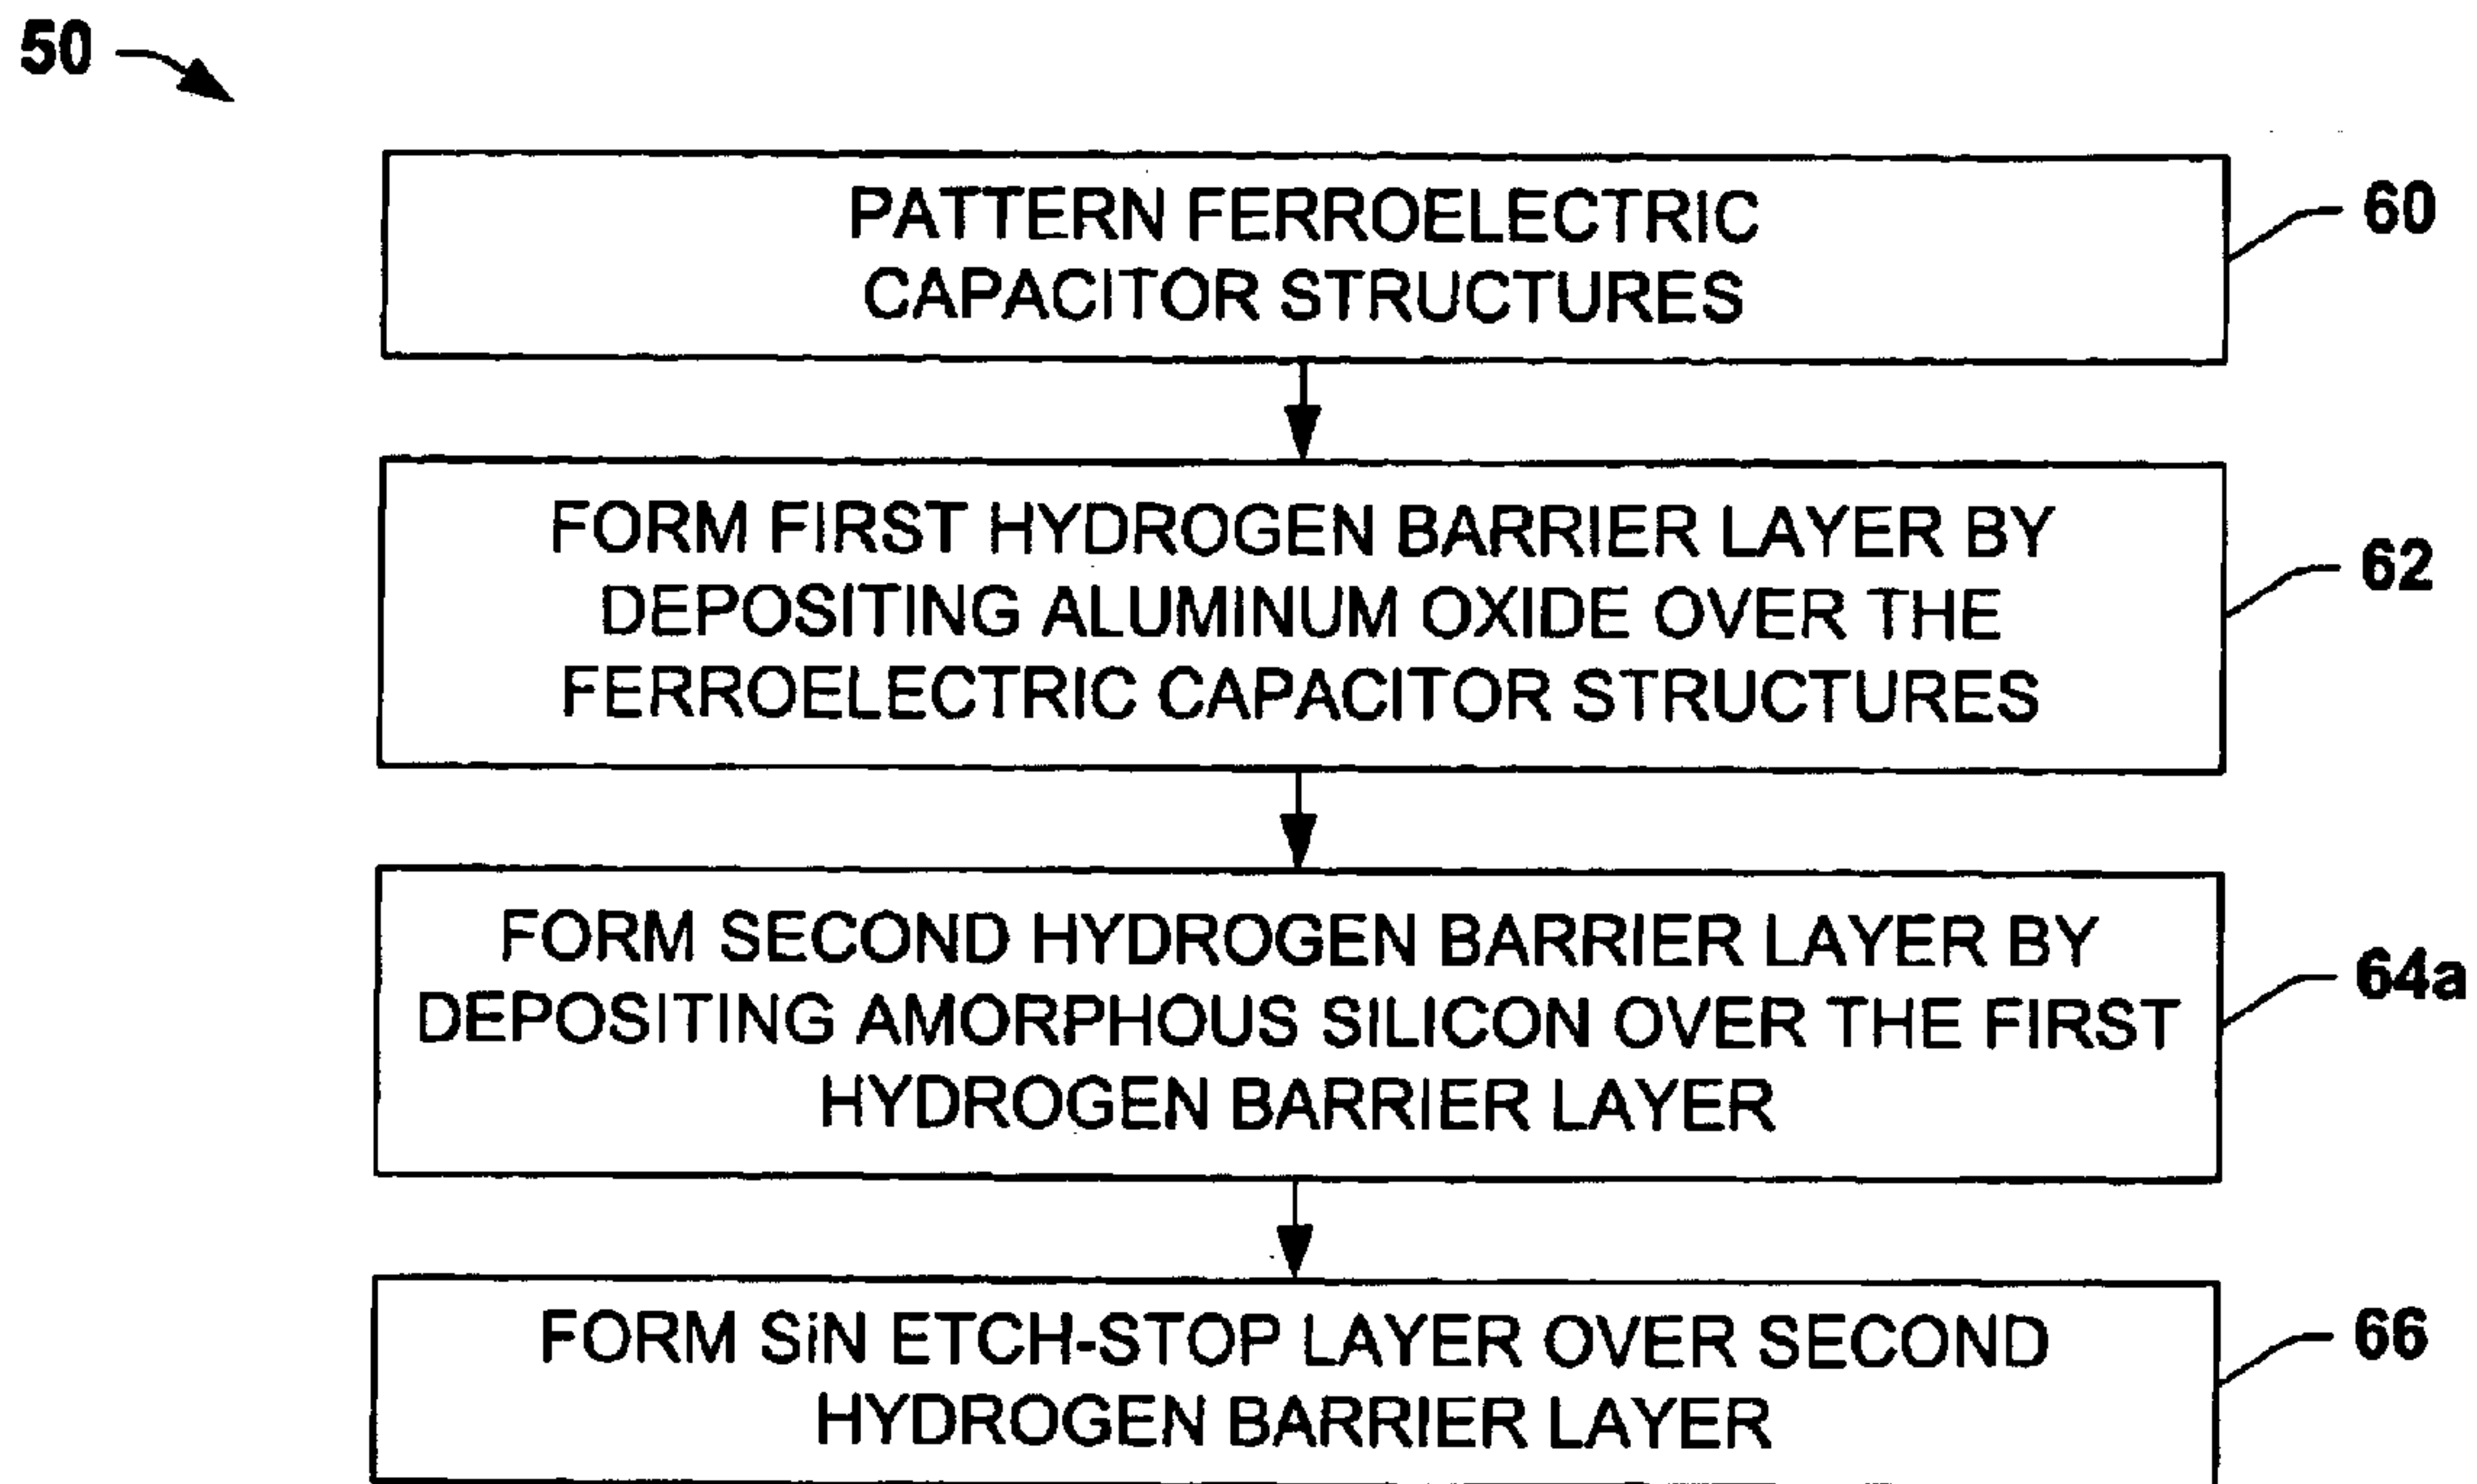 50
PATTERN FERROELECTRIC
CAPACITOR STRUCTURES
60
FORM FIRST HYDROGEN BARRIER LAYER BY
DEPOSITING ALUMINUM OXIDE OVER THE
FERROELECTRIC CAPACITOR STRUCTURES
62
FORM SECOND HYDROGEN BARRIER LAYER BY
DEPOSITING AMORPHOUS SILICON OVER THE FIRST
HYDROGEN BARRIER LAYER
64a
FORM SiN ETCH-STOP LAYER OVER SECOND
HYDROGEN BARRIER LAYER
66